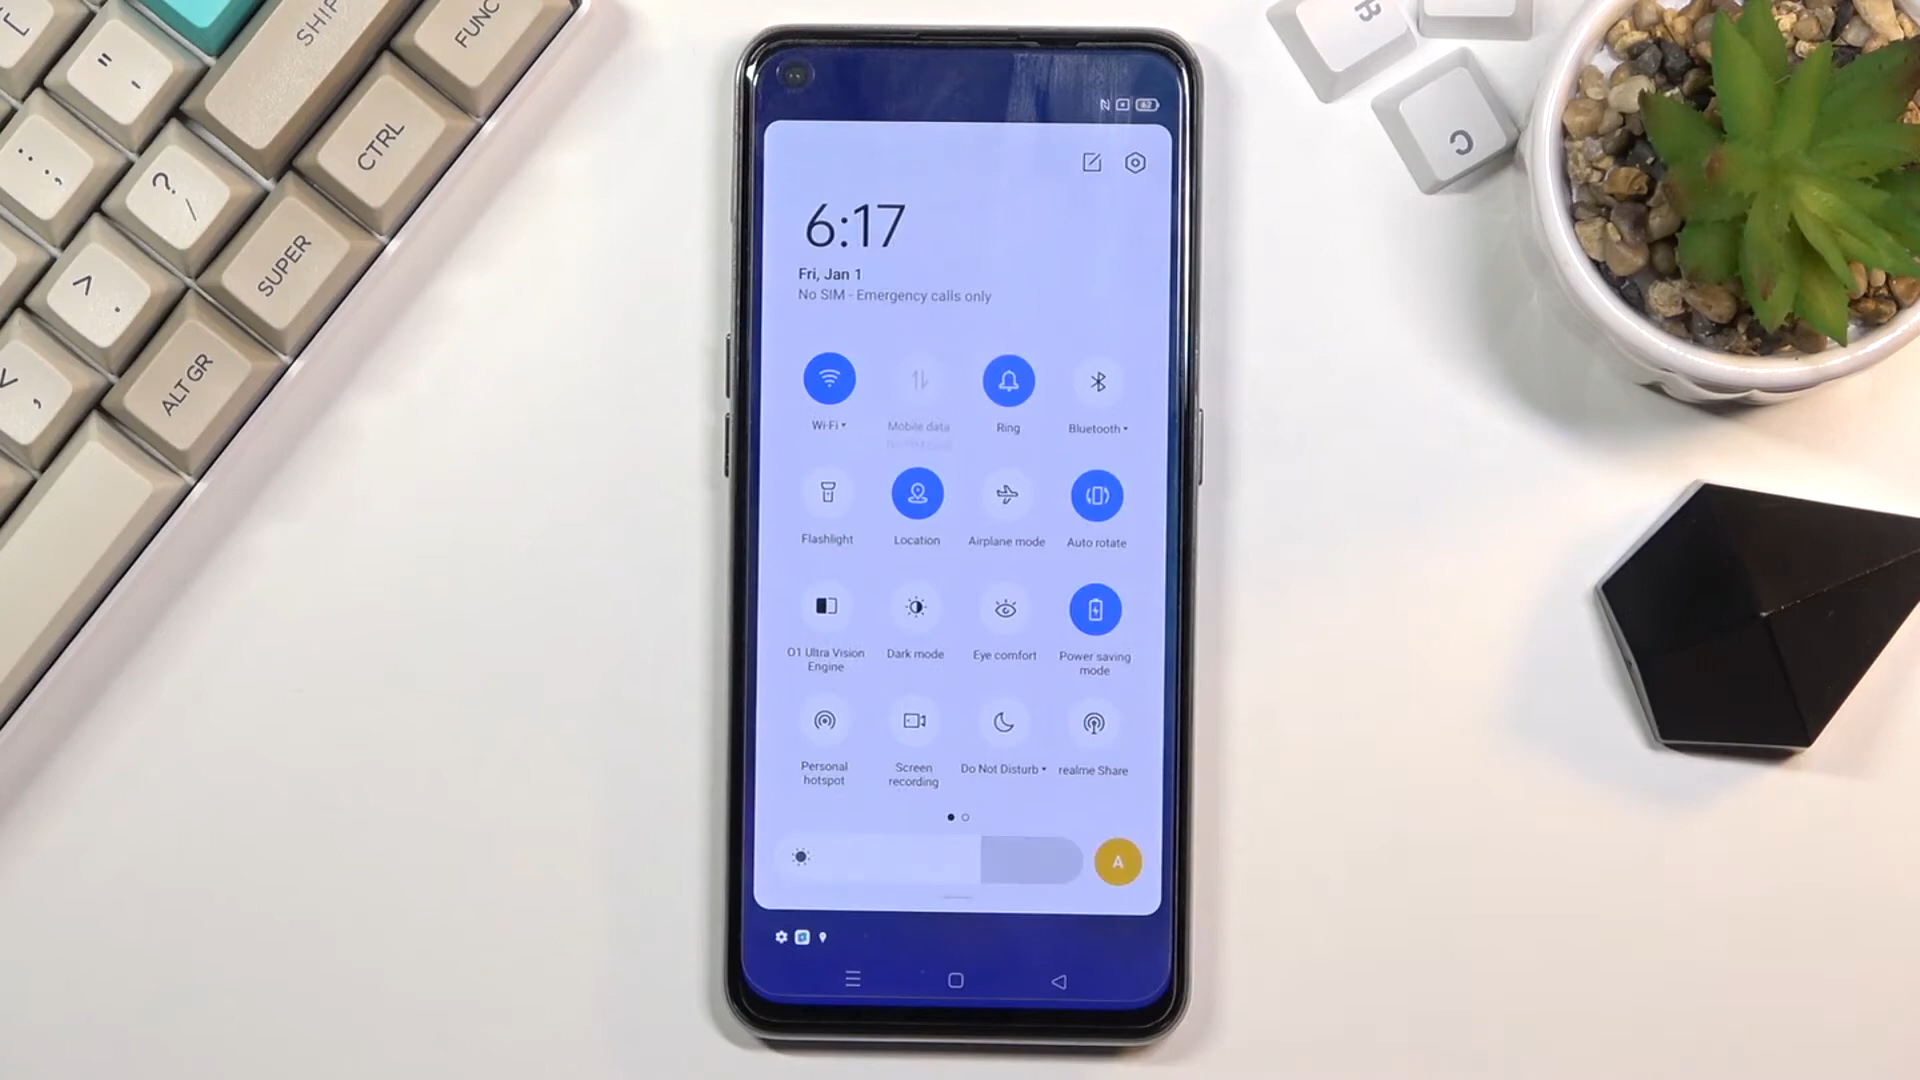 SHIF
FUNC
CTRL
SUPER
ALT GR
?
/
"
'
:
;
>
.
<
,
[
B
C
62
6:17
Fri, Jan 1
No SIM - Emergency calls only
Wi-Fi
Mobile data
Ring
Bluetooth
Flashlight
Location
Airplane mode
Auto rotate
O1 Ultra Vision
Engine
Dark mode
Eye comfort
Power saving
mode
Personal
hotspot
Screen
recording
Do Not Disturb
realme Share
A